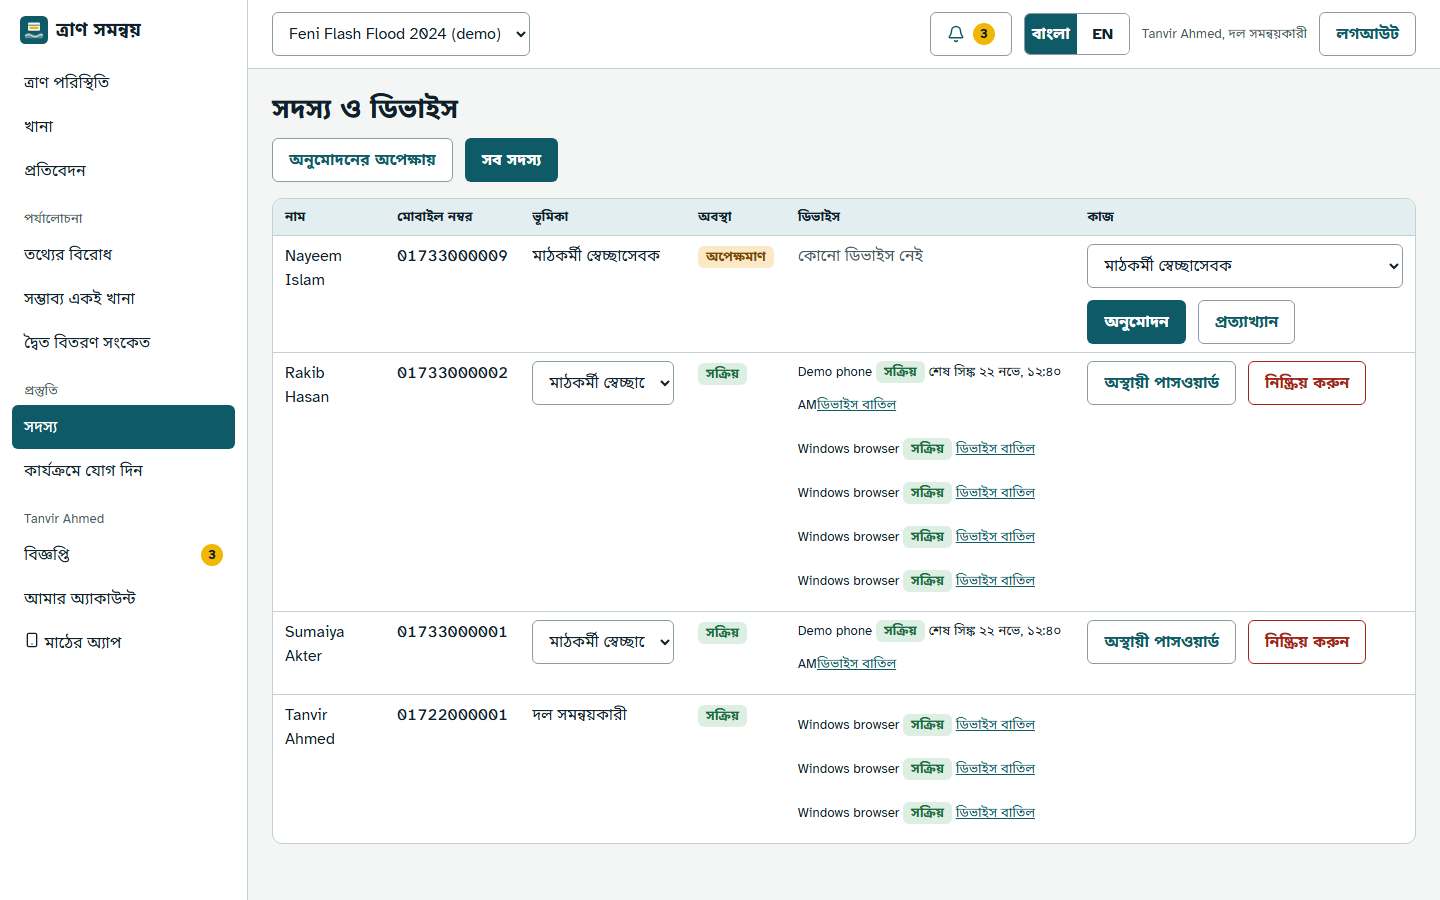 ত্রাণ সমন্বয়
Feni Flash Flood 2024 (demo)
3
বাংলা
EN
Tanvir Ahmed, দল সমন্বয়কারী
লগআউট
ত্রাণ পরিস্থিতি
খানা
প্রতিবেদন
পর্যালোচনা
তথ্যের বিরোধ
সম্ভাব্য একই খানা
দ্বৈত বিতরণ সংকেত
প্রস্তুতি
সদস্য
কার্যক্রমে যোগ দিন
Tanvir Ahmed
বিজ্ঞপ্তি 3
আমার অ্যাকাউন্ট
মাঠের অ্যাপ
সদস্য ও ডিভাইস
অনুমোদনের অপেক্ষায় সব সদস্য
নাম মোবাইল নম্বর ভূমিকা অবস্থা ডিভাইস কাজ
Nayeem 01733000009 মাঠকর্মী স্বেচ্ছাসেবক অপেক্ষমাণ কোনো ডিভাইস নেই মাঠকর্মী স্বেচ্ছাসেবক
Islam
অনুমোদন প্রত্যাখ্যান
Rakib 01733000002 মাঠকর্মী স্বেচ্ছাে সক্রিয় Demo phone সক্রিয় শেষ সিঙ্ক ২২ নভে, ১২:৪০ অস্থায়ী পাসওয়ার্ড নিষ্ক্রিয় করুন
Hasan AMডিভাইস বাতিল
Windows browser সক্রিয় ডিভাইস বাতিল
Windows browser সক্রিয় ডিভাইস বাতিল
Windows browser সক্রিয় ডিভাইস বাতিল
Windows browser সক্রিয় ডিভাইস বাতিল
Sumaiya 01733000001 মাঠকর্মী স্বেচ্ছাে সক্রিয় Demo phone সক্রিয় শেষ সিঙ্ক ২২ নভে, ১২:৪০ অস্থায়ী পাসওয়ার্ড নিষ্ক্রিয় করুন
Akter AMডিভাইস বাতিল
Tanvir 01722000001 দল সমন্বয়কারী সক্রিয় Windows browser সক্রিয় ডিভাইস বাতিল
Ahmed
Windows browser সক্রিয় ডিভাইস বাতিল
Windows browser সক্রিয় ডিভাইস বাতিল